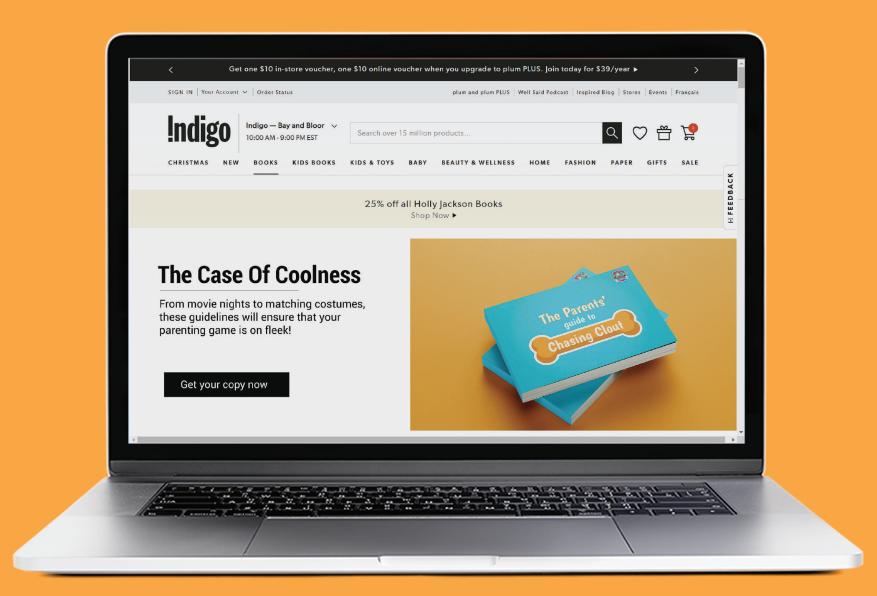 Get one $10 in-store voucher, one $10 online voucher when you upgrade to plum PLUS. Join today for $39/year ▸
SIGN IN | Your Account | Order Status
plum and plum PLUS | Well Said Podcast | Inspired Blog | Stores | Events | Français
!ndigo
Indigo — Bay and Bloor
10:00 AM - 9:00 PM EST
Search over 15 million products...
CHRISTMAS NEW BOOKS KIDS BOOKS KIDS & TOYS BABY BEAUTY & WELLNESS HOME FASHION PAPER GIFTS SALE
[+] FEEDBACK
25% off all Holly Jackson Books
Shop Now ▸
The Case Of Coolness
From movie nights to matching costumes,
these guidelines will ensure that your
parenting game is on fleek!
Get your copy now
The Parents'
guide to
Chasing Clout